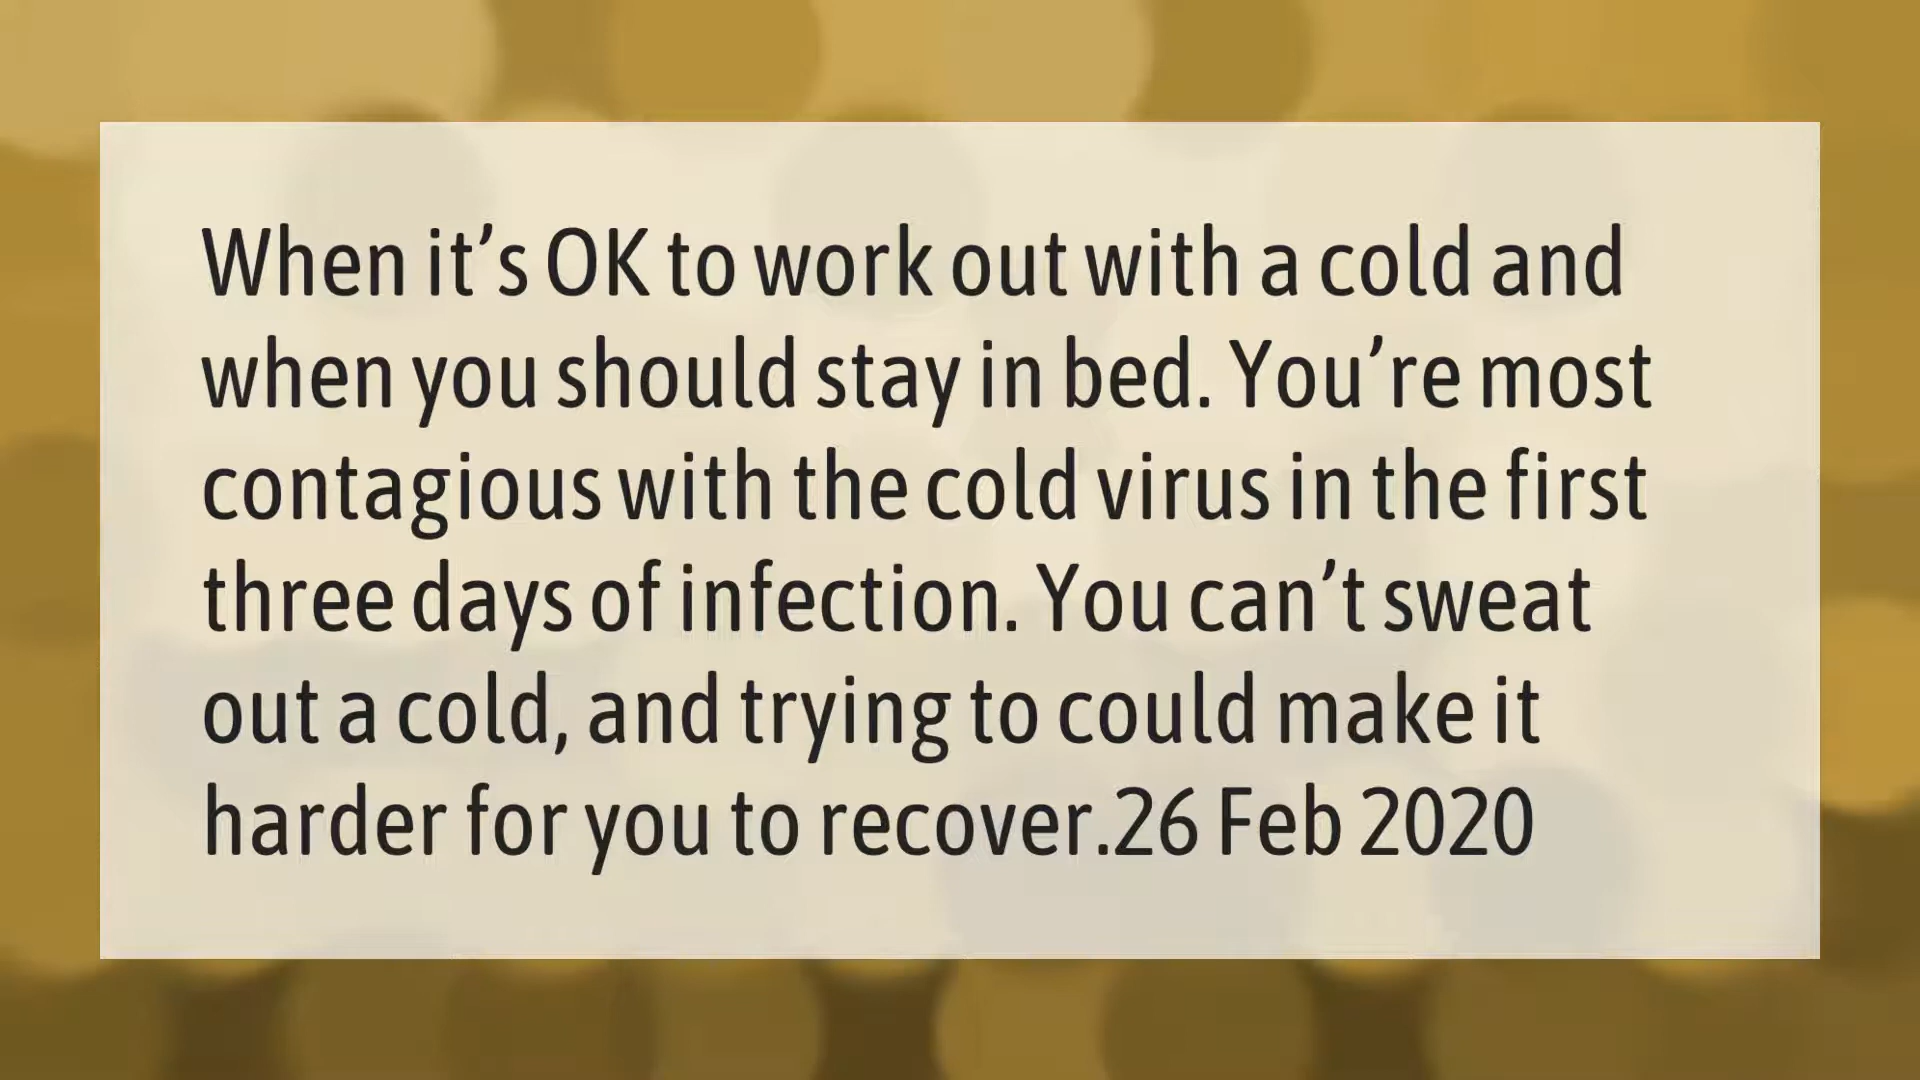 When it’s OK to work out with a cold and
when you should stay in bed. You’re most
contagious with the cold virus in the first
three days of infection. You can’t sweat
out a cold, and trying to could make it
harder for you to recover.26 Feb 2020